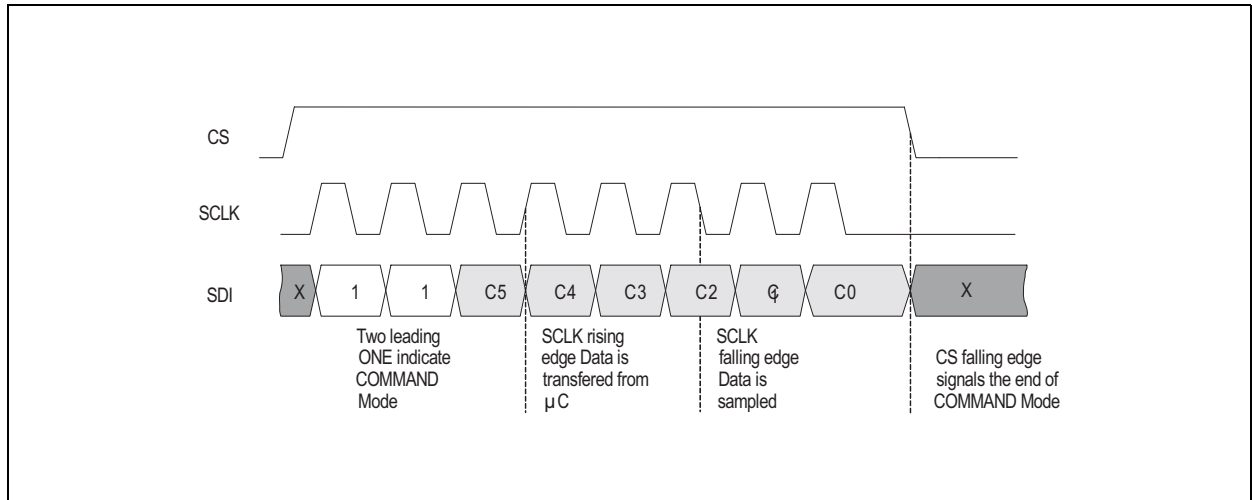 CS
SCLK
SDI
X 1 1 C5 C4 C3 C2 C1 C0 X
Two leading
ONE indicate
COMMAND
Mode
SCLK rising
edge Data is
transfered from
µC
SCLK
falling edge
Data is
sampled
CS falling edge
signals the end of
COMMAND Mode